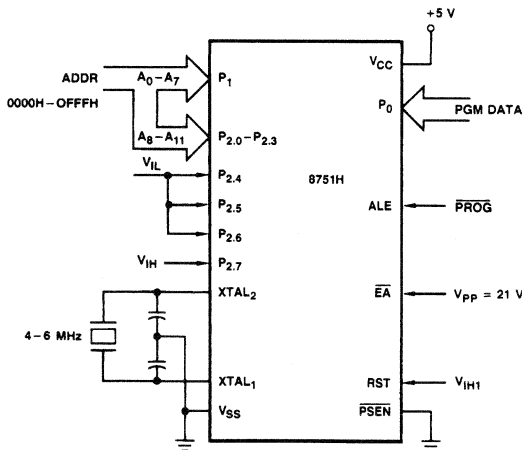 +5 V
VCC
ADDR
0000H–OFFFH
A0–A7
P1
A8–A11
P2.0–P2.3
P0
PGM DATA
VIL
P2.4
8751H
P2.5
ALE
PROG
P2.6
VIH
P2.7
XTAL2
EA
VPP = 21 V
4–6 MHz
XTAL1
RST
VIH1
VSS
PSEN